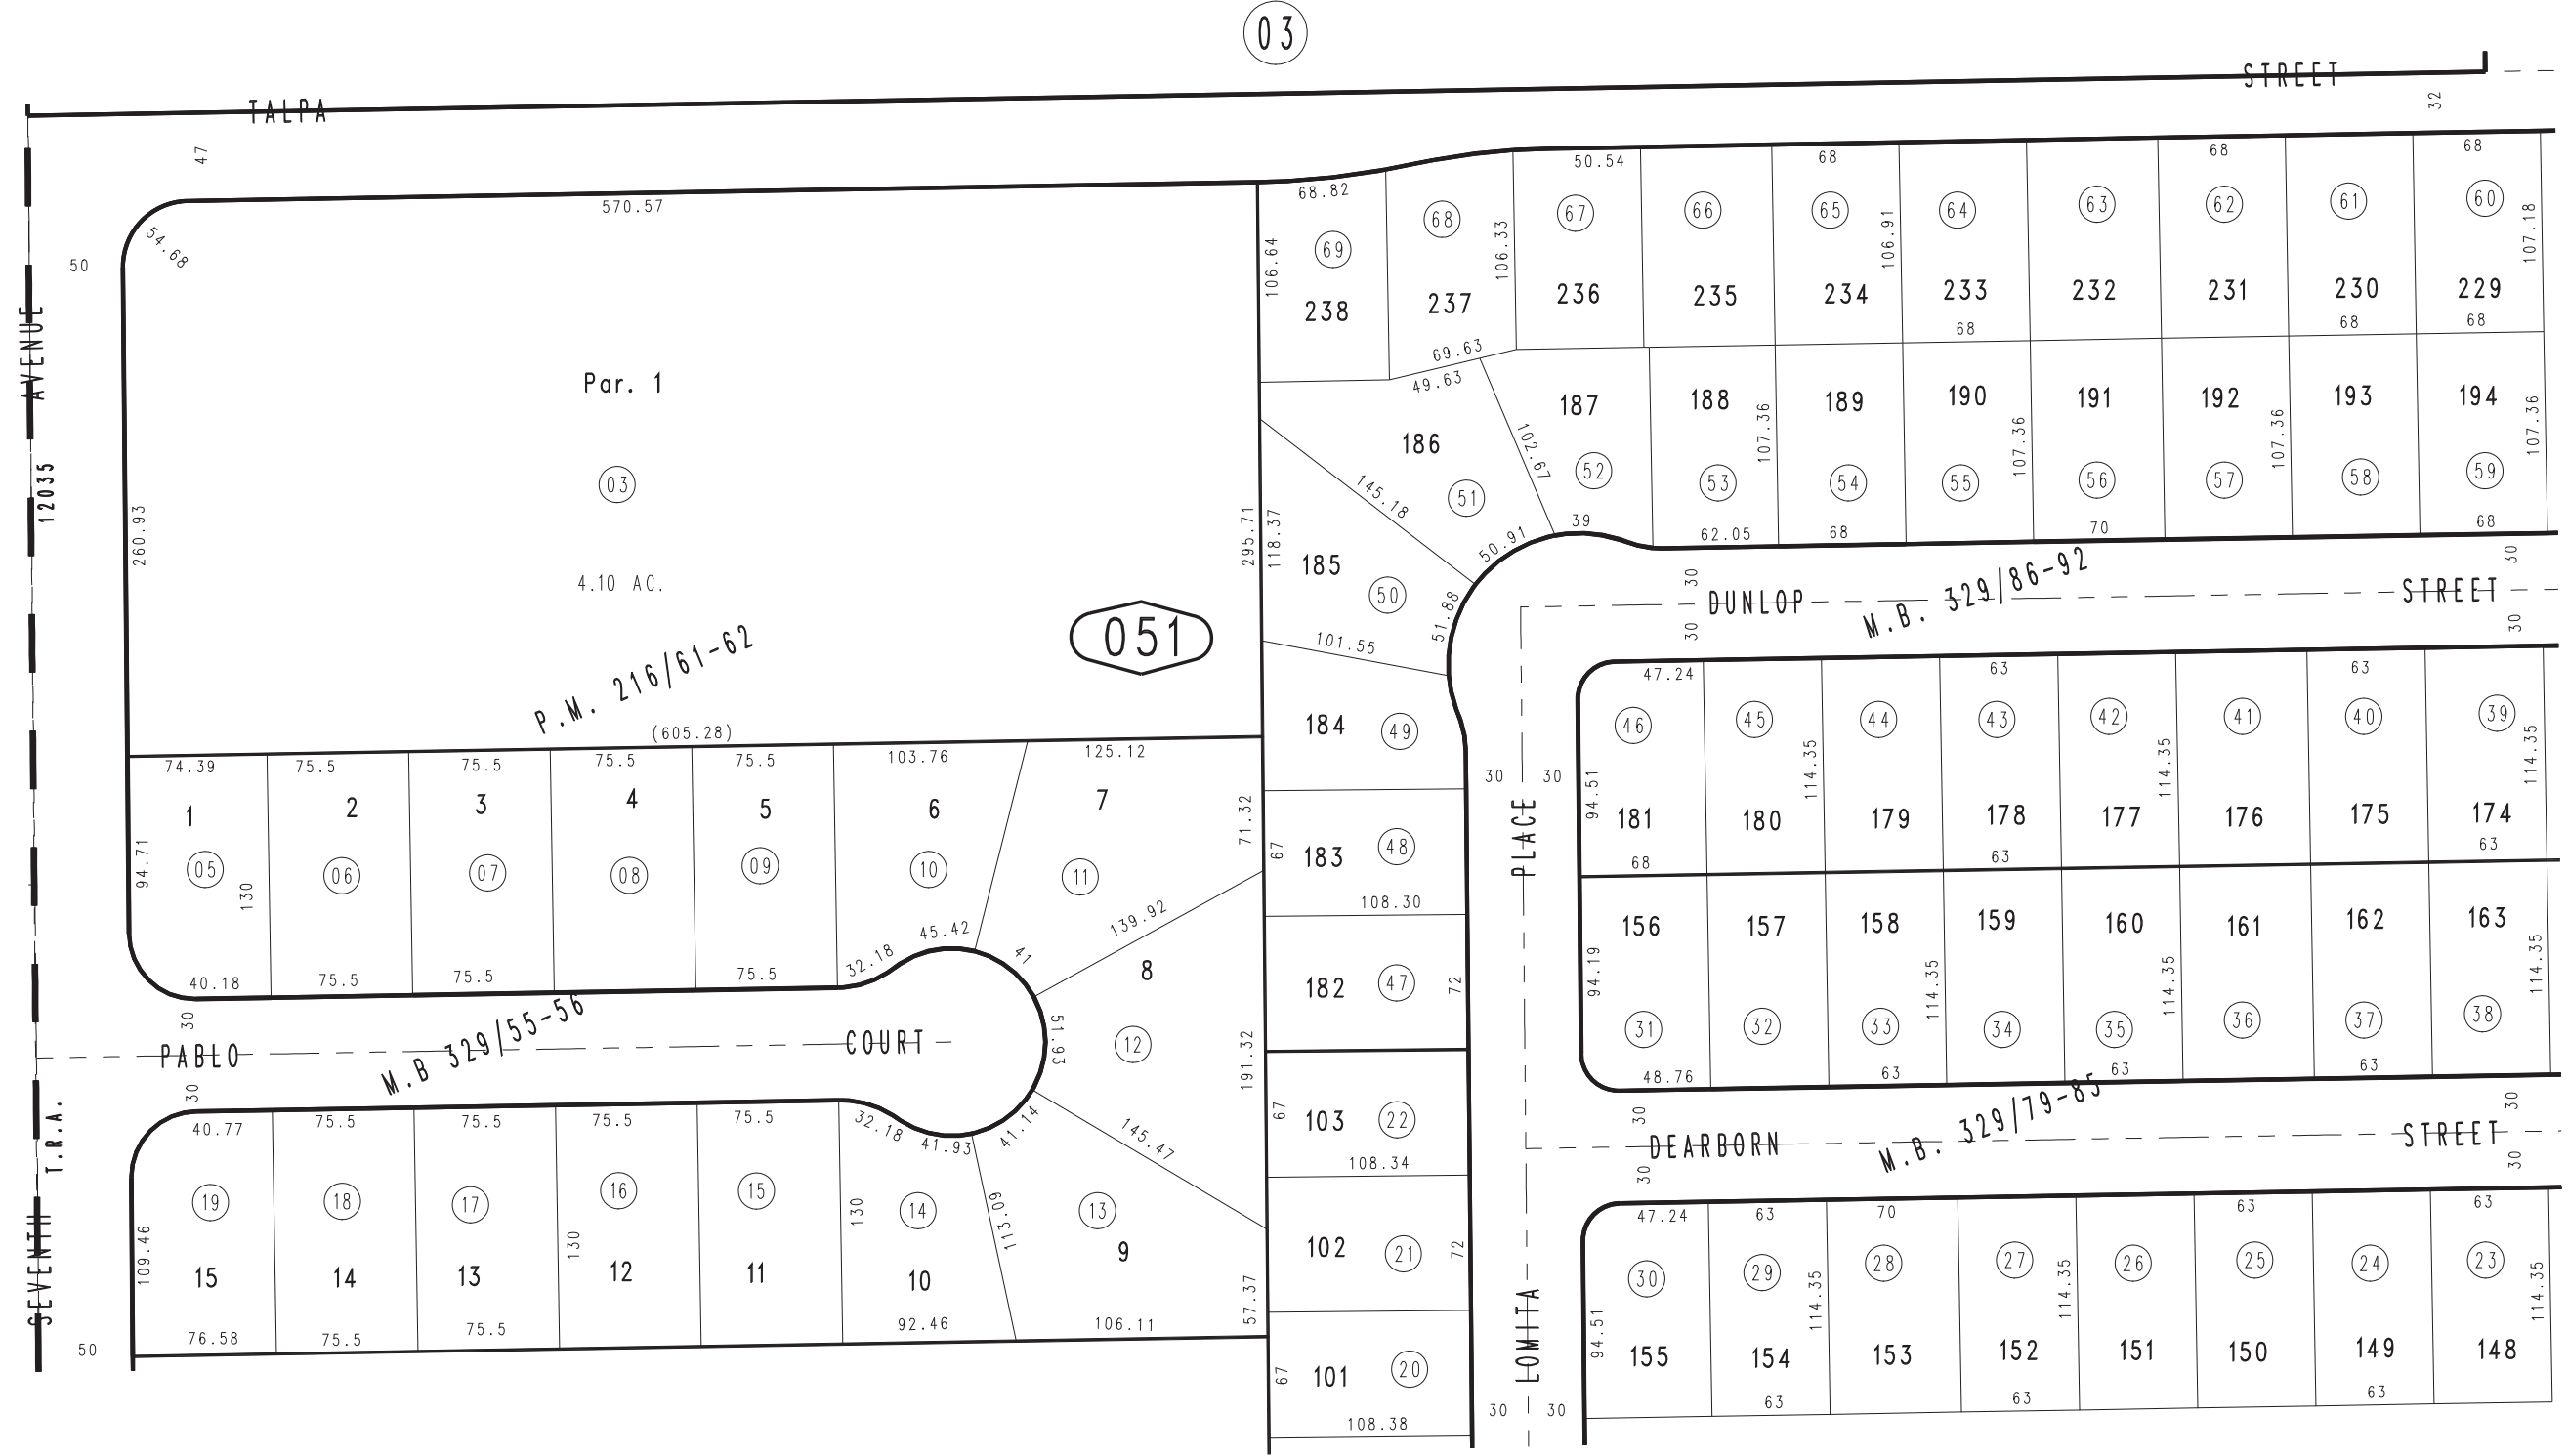 03
TALPA STREET
32
47
50.54 68 68 68
68.82
570.57
54.68
50
69 68 67 66 65 64 63 62 61 60
106.64 106.33 106.91 107.18
238 237 236 235 234 233 232 231 230 229
68 68 68
69.63
49.63
SEVENTH AVENUE
T.R.A. 12035
Par. 1
03
4.10 AC.
260.93
295.71
118.37
P.M. 216/61-62
051
(605.28)
186 187 188 189 190 191 192 193 194
102.67 107.36 107.36 107.36 107.36
51 52 53 54 55 56 57 58 59
145.18
50.91 39 62.05 68 70 68
185
50
51.88
101.55
30 30
DUNLOP STREET
M.B. 329/86-92
30 30
184 49
47.24 63 63
46 45 44 43 42 41 40 39
94.51 114.35 114.35 114.35
181 180 179 178 177 176 175 174
68 63 63
30 30
LOMITA PLACE
74.39 75.5 75.5 75.5 75.5 103.76 125.12
1 2 3 4 5 6 7
94.71 130 71.32
05 06 07 08 09 10 11
40.18 75.5 75.5 75.5 32.18 45.42 41
139.92
67 183 48
108.30
182 47 72
156 157 158 159 160 161 162 163
94.19 114.35 114.35 114.35
31 32 33 34 35 36 37 38
48.76 63 63 63
8
51.93 12
191.32
30
PABLO COURT
M.B 329/55-56
30
67 103 22
108.34
30 30
DEARBORN STREET
M.B. 329/79-85
30 30
40.77 75.5 75.5 75.5 75.5 32.18 41.93 41.14
145.47
19 18 17 16 15 14 13
109.46 130 130 113.09
15 14 13 12 11 10 9
76.58 75.5 75.5 92.46 106.11
57.37
50
102 21 72
67 101 20
108.38
47.24 63 70 63 63
30 29 28 27 26 25 24 23
94.51 114.35 114.35 114.35
155 154 153 152 151 150 149 148
63 63 63
30 30